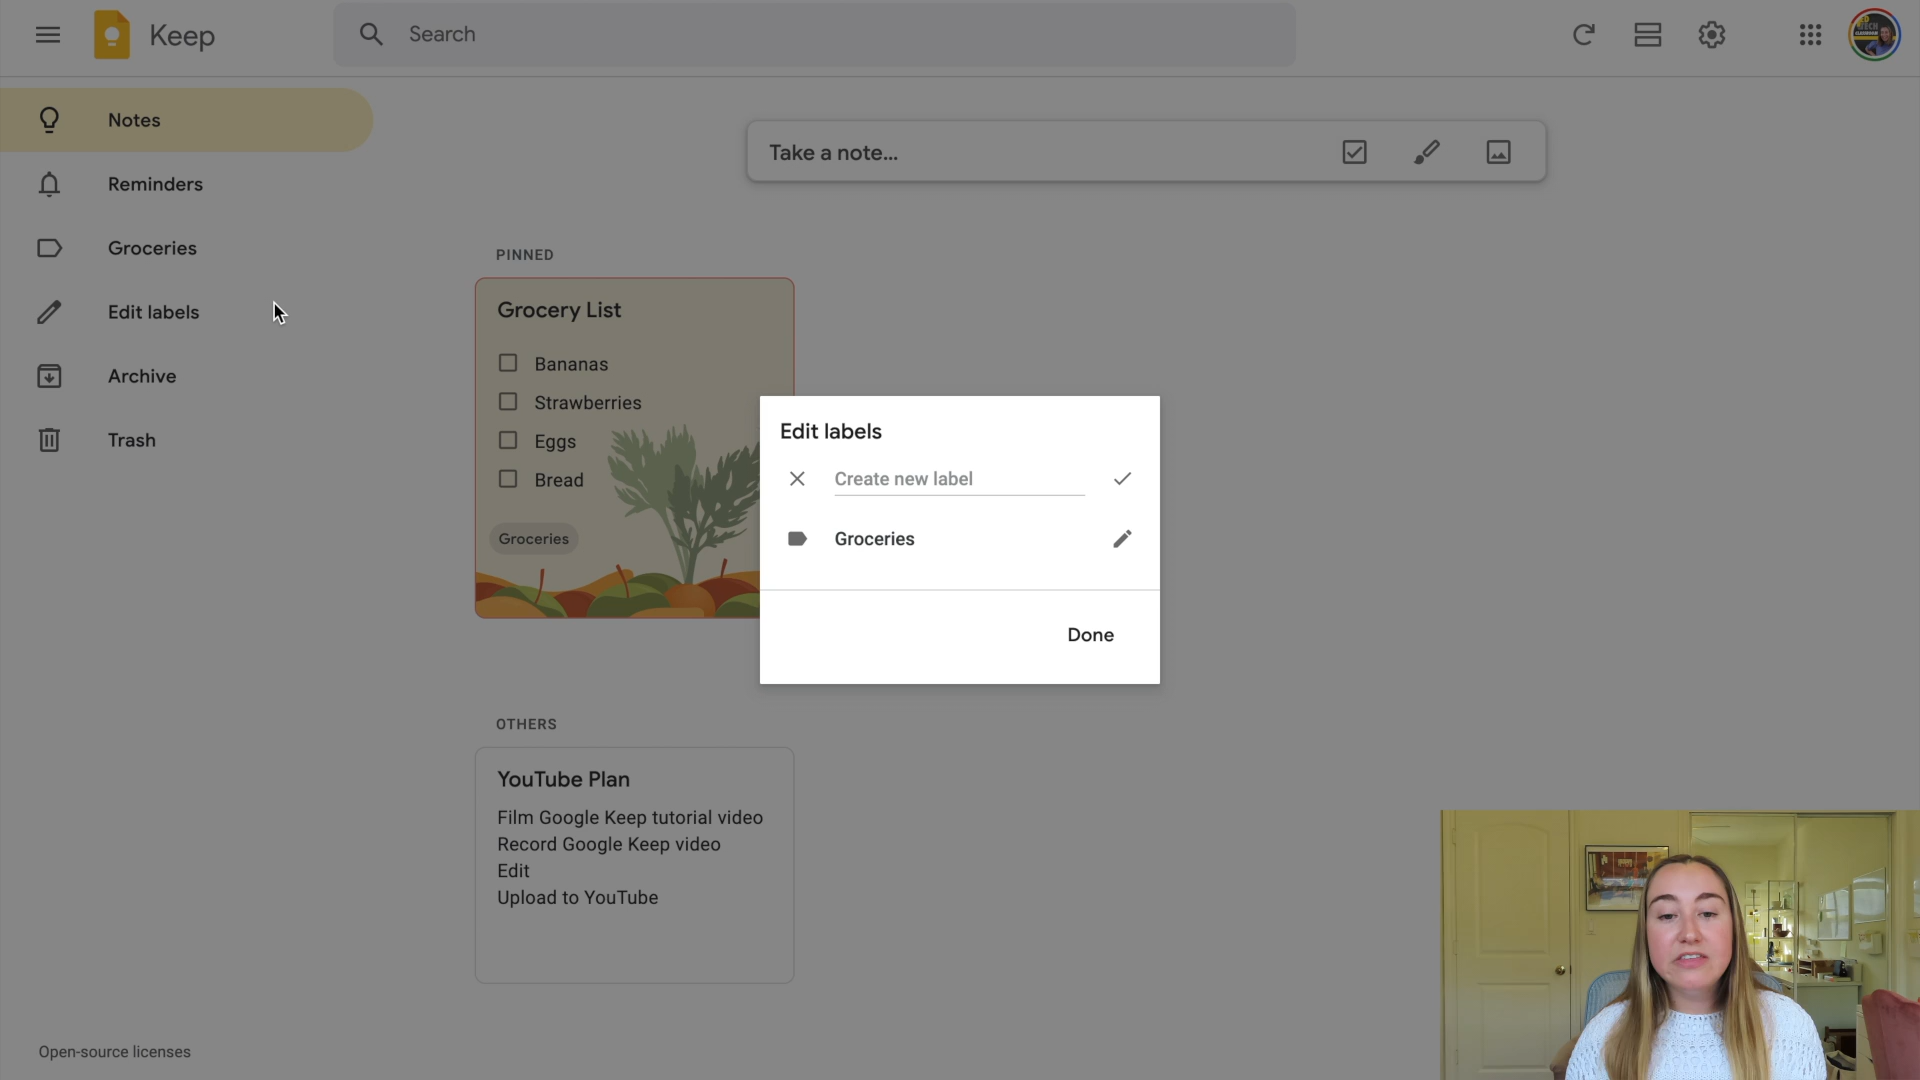 Keep
Search
Notes
Reminders
Groceries
Edit labels
Archive
Trash
Take a note...
PINNED
Grocery List
Bananas
Strawberries
Eggs
Bread
Groceries
Edit labels
Create new label
Groceries
Done
OTHERS
YouTube Plan
Film Google Keep tutorial video
Record Google Keep video
Edit
Upload to YouTube
Open-source licenses